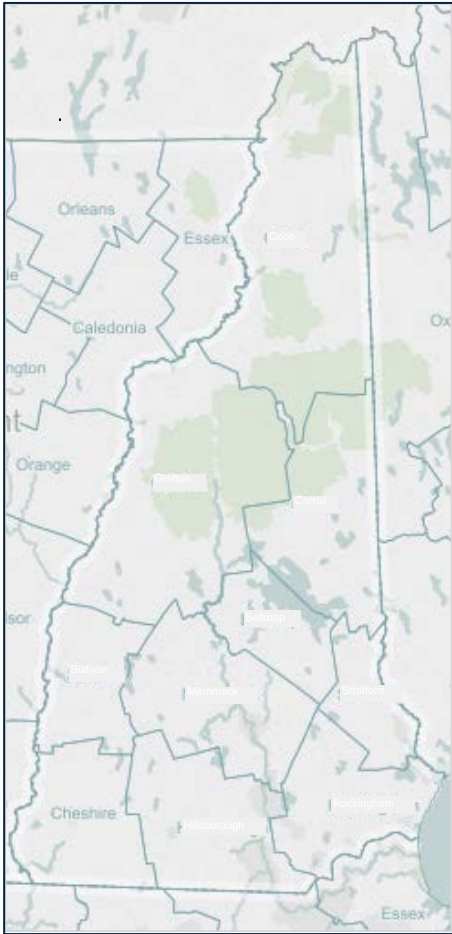 Orleans
Essex
Coos
le
Caledonia
Ox
ngton
nt
Orange
Grafton
Carroll
lsor
Belknap
Sullivan
Merrimack
Strafford
Rockingham
Cheshire
Hillsborough
Essex